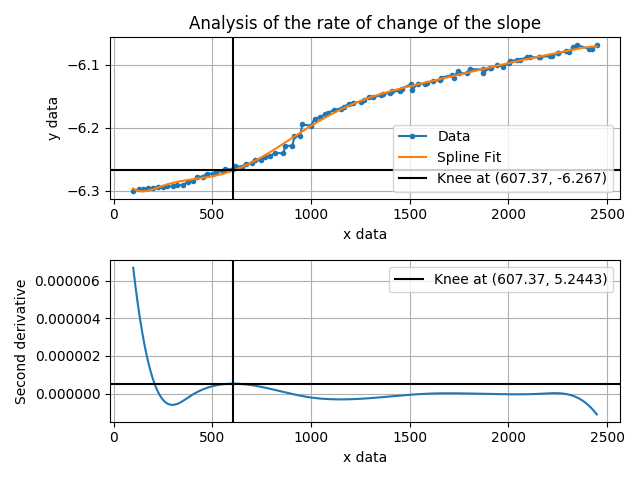 Analysis of the rate of change of the slope
y data
−6.1
−6.2
−6.3
Data
Spline Fit
Knee at (607.37, -6.267)
0
500
1000
1500
2000
2500
x data
Second derivative
0.000006
0.000004
0.000002
0.000000
Knee at (607.37, 5.2443)
0
500
1000
1500
2000
2500
x data